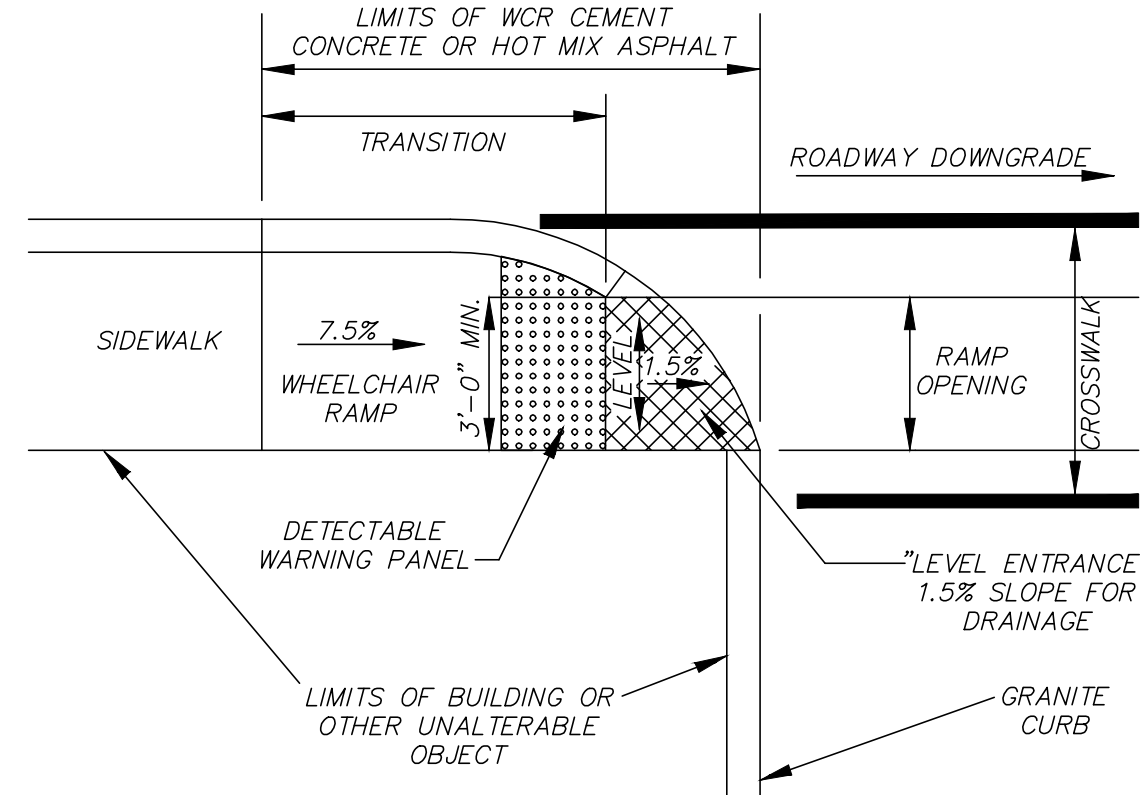 LIMITS OF WCR CEMENT
CONCRETE OR HOT MIX ASPHALT
TRANSITION
ROADWAY DOWNGRADE
SIDEWALK
7.5%
WHEELCHAIR
RAMP
3'-0" MIN.
LEVEL
1.5%
RAMP
OPENING
CROSSWALK
DETECTABLE
WARNING PANEL
"LEVEL ENTRANCE
1.5% SLOPE FOR
DRAINAGE
LIMITS OF BUILDING OR
OTHER UNALTERABLE
OBJECT
GRANITE
CURB